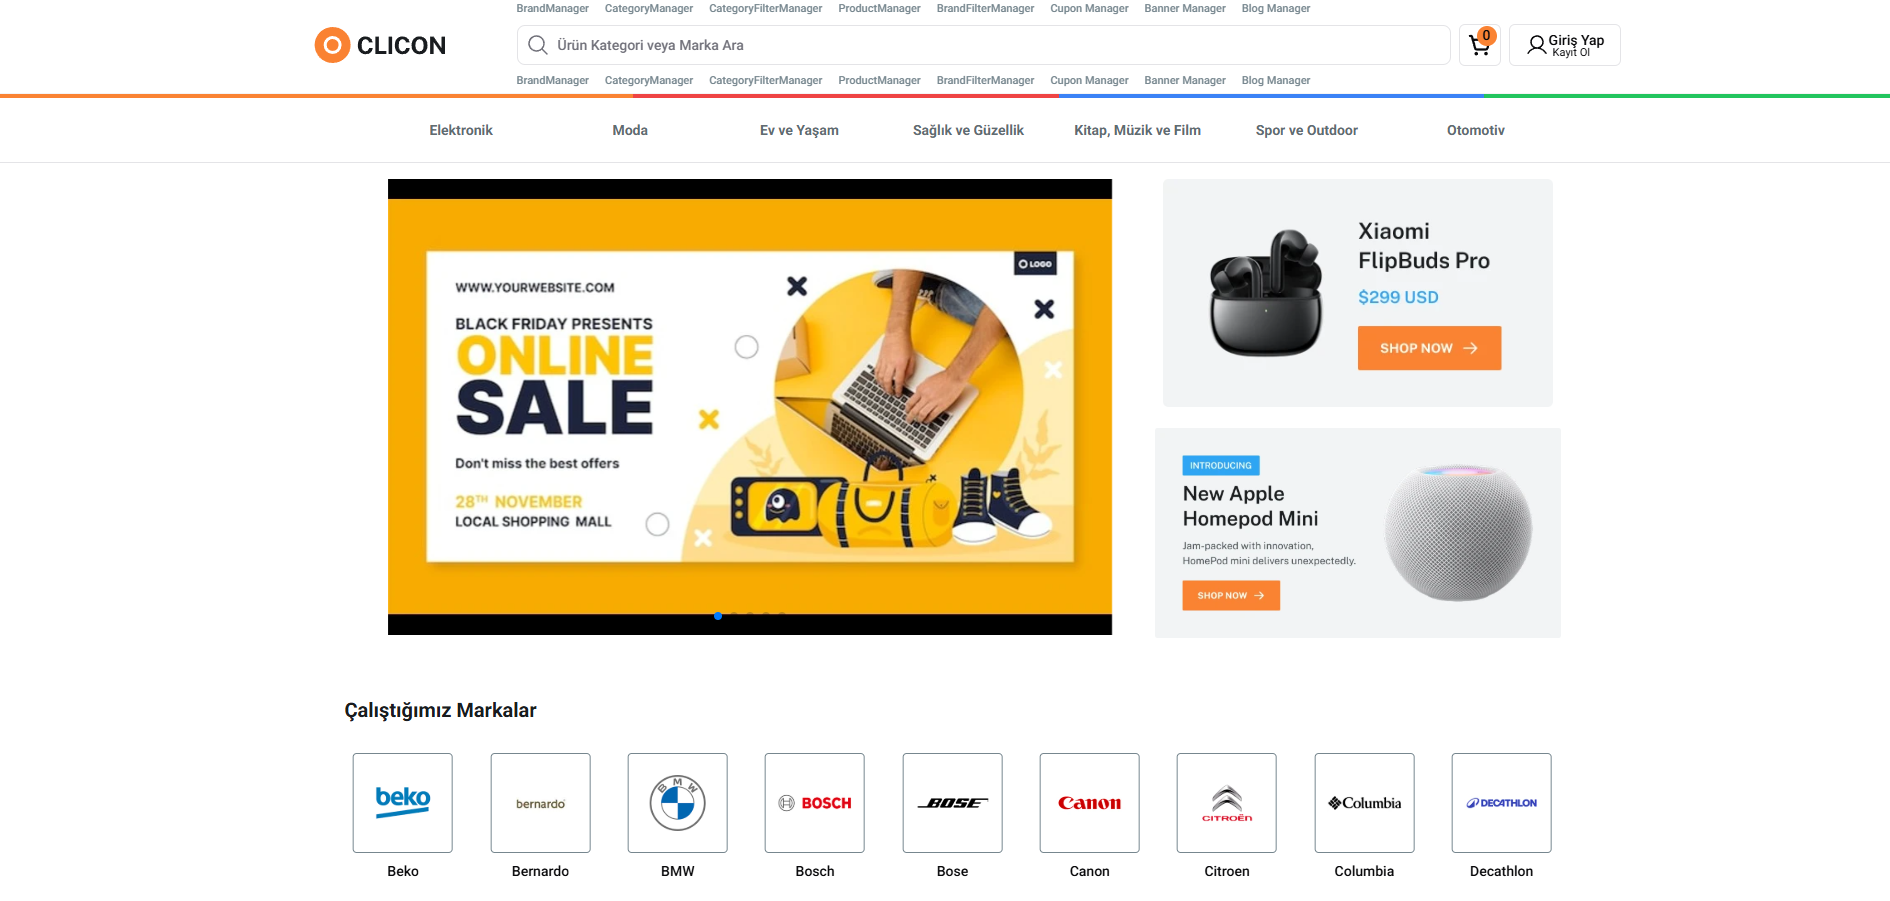 BrandManager CategoryManager CategoryFilterManager ProductManager BrandFilterManager Cupon Manager Banner Manager Blog Manager
CLICON
Ürün Kategori veya Marka Ara
0
Giriş Yap
Kayıt Ol
BrandManager CategoryManager CategoryFilterManager ProductManager BrandFilterManager Cupon Manager Banner Manager Blog Manager
Elektronik Moda Ev ve Yaşam Sağlık ve Güzellik Kitap, Müzik ve Film Spor ve Outdoor Otomotiv
LOGO
WWW.YOURWEBSITE.COM
BLACK FRIDAY PRESENTS
ONLINE
SALE
Don't miss the best offers
28TH NOVEMBER
LOCAL SHOPPING MALL
Xiaomi
FlipBuds Pro
$299 USD
SHOP NOW
INTRODUCING
New Apple
Homepod Mini
Jam-packed with innovation,
HomePod mini delivers unexpectedly.
SHOP NOW
Çalıştığımız Markalar
beko bernardo BMW BOSCH BOSE Canon CITROËN Columbia DECATHLON
Beko Bernardo BMW Bosch Bose Canon Citroen Columbia Decathlon